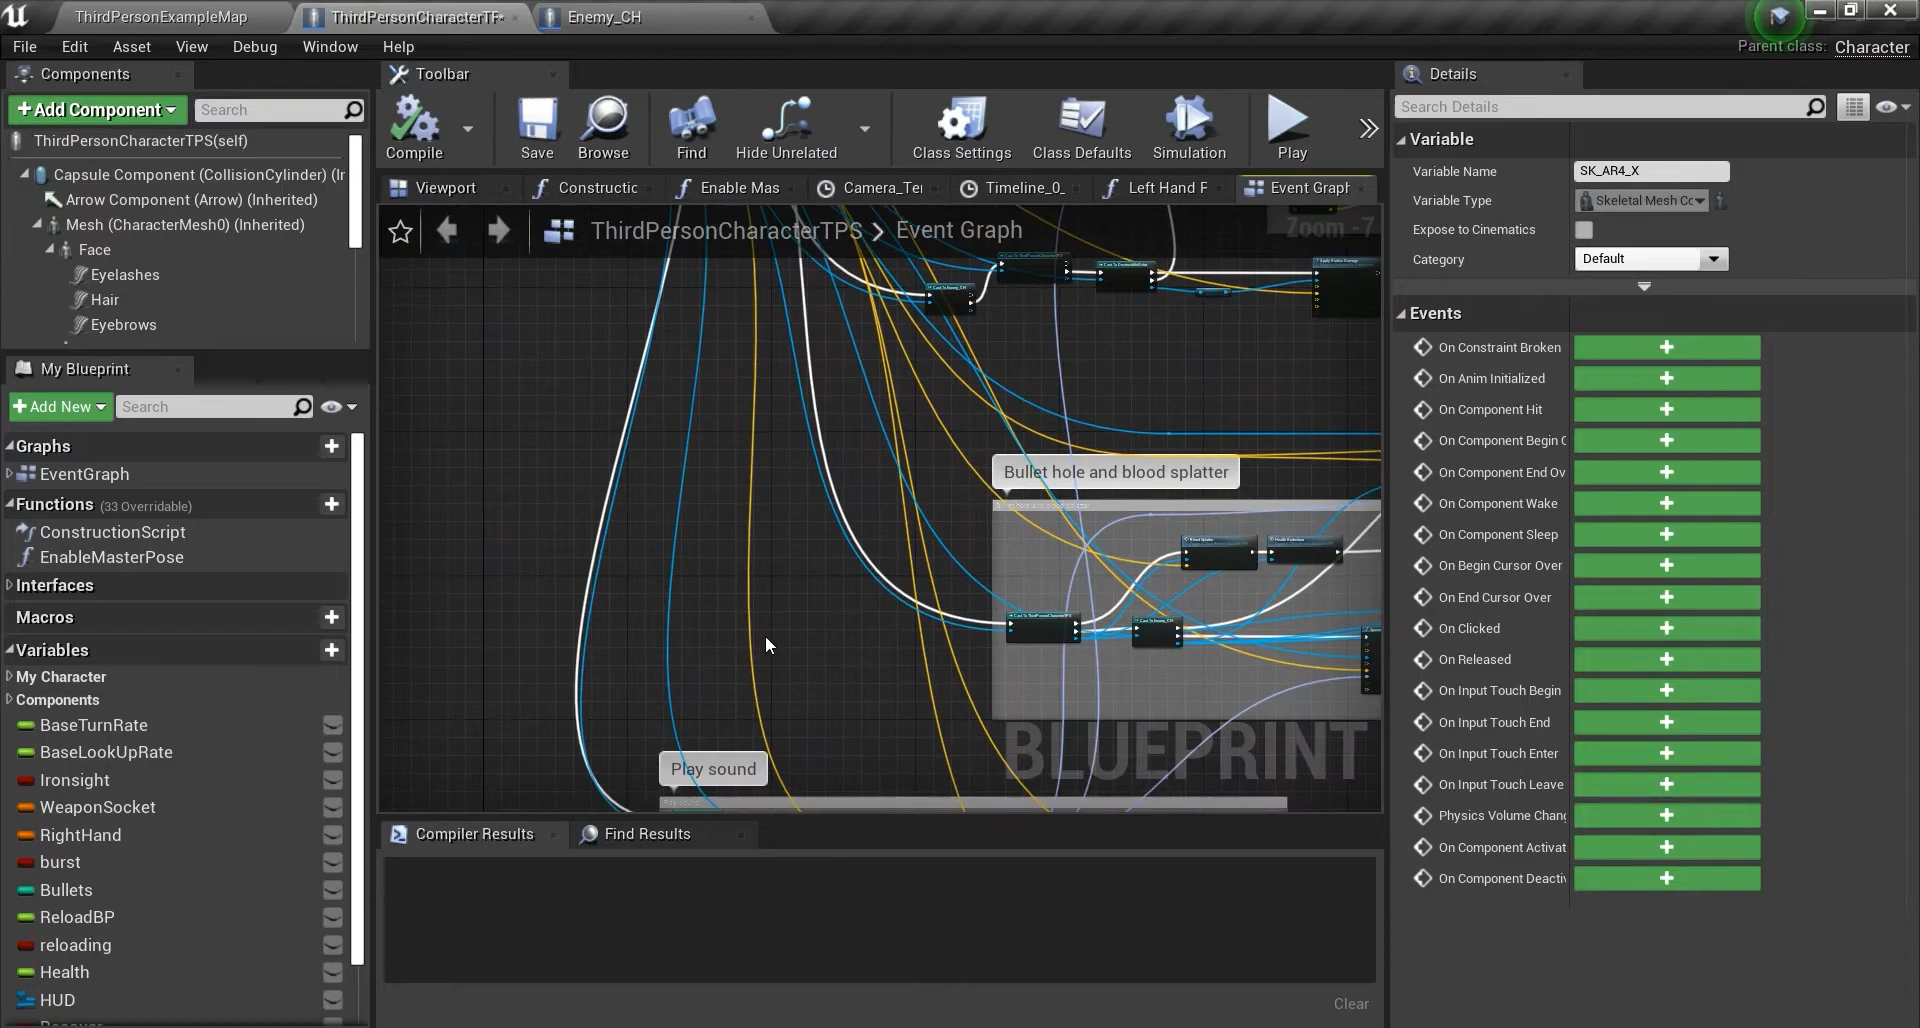 ThirdPersonExampleMap
ThirdPersonCharacterTP*
Enemy_CH
File Edit Asset View Debug Window Help
Parent class: Character
Components
+Add Component
Search
ThirdPersonCharacterTPS(self)
Capsule Component (CollisionCylinder) (Ir
Arrow Component (Arrow) (Inherited)
Mesh (CharacterMesh0) (Inherited)
Face
Eyelashes
Hair
Eyebrows
My Blueprint
+Add New
Search
Graphs
EventGraph
Functions (33 Overridable)
ConstructionScript
EnableMasterPose
Interfaces
Macros
Variables
My Character
Components
BaseTurnRate
BaseLookUpRate
Ironsight
WeaponSocket
RightHand
burst
Bullets
ReloadBP
reloading
Health
HUD
Toolbar
Compile
Save
Browse
Find
Hide Unrelated
Class Settings
Class Defaults
Simulation
Play
Viewport
Constructic
Enable Mas
Camera_Te
Timeline_0_
Left Hand F
Event Graph
ThirdPersonCharacterTPS > Event Graph
Zoom -7
Bullet hole and blood splatter
Play sound
BLUEPRINT
Compiler Results
Find Results
Clear
Details
Search Details
Variable
Variable Name SK_AR4_X
Variable Type Skeletal Mesh Cc
Expose to Cinematics
Category Default
Events
On Constraint Broken
On Anim Initialized
On Component Hit
On Component Begin C
On Component End Ov
On Component Wake
On Component Sleep
On Begin Cursor Over
On End Cursor Over
On Clicked
On Released
On Input Touch Begin
On Input Touch End
On Input Touch Enter
On Input Touch Leave
Physics Volume Chang
On Component Activat
On Component Deactiv